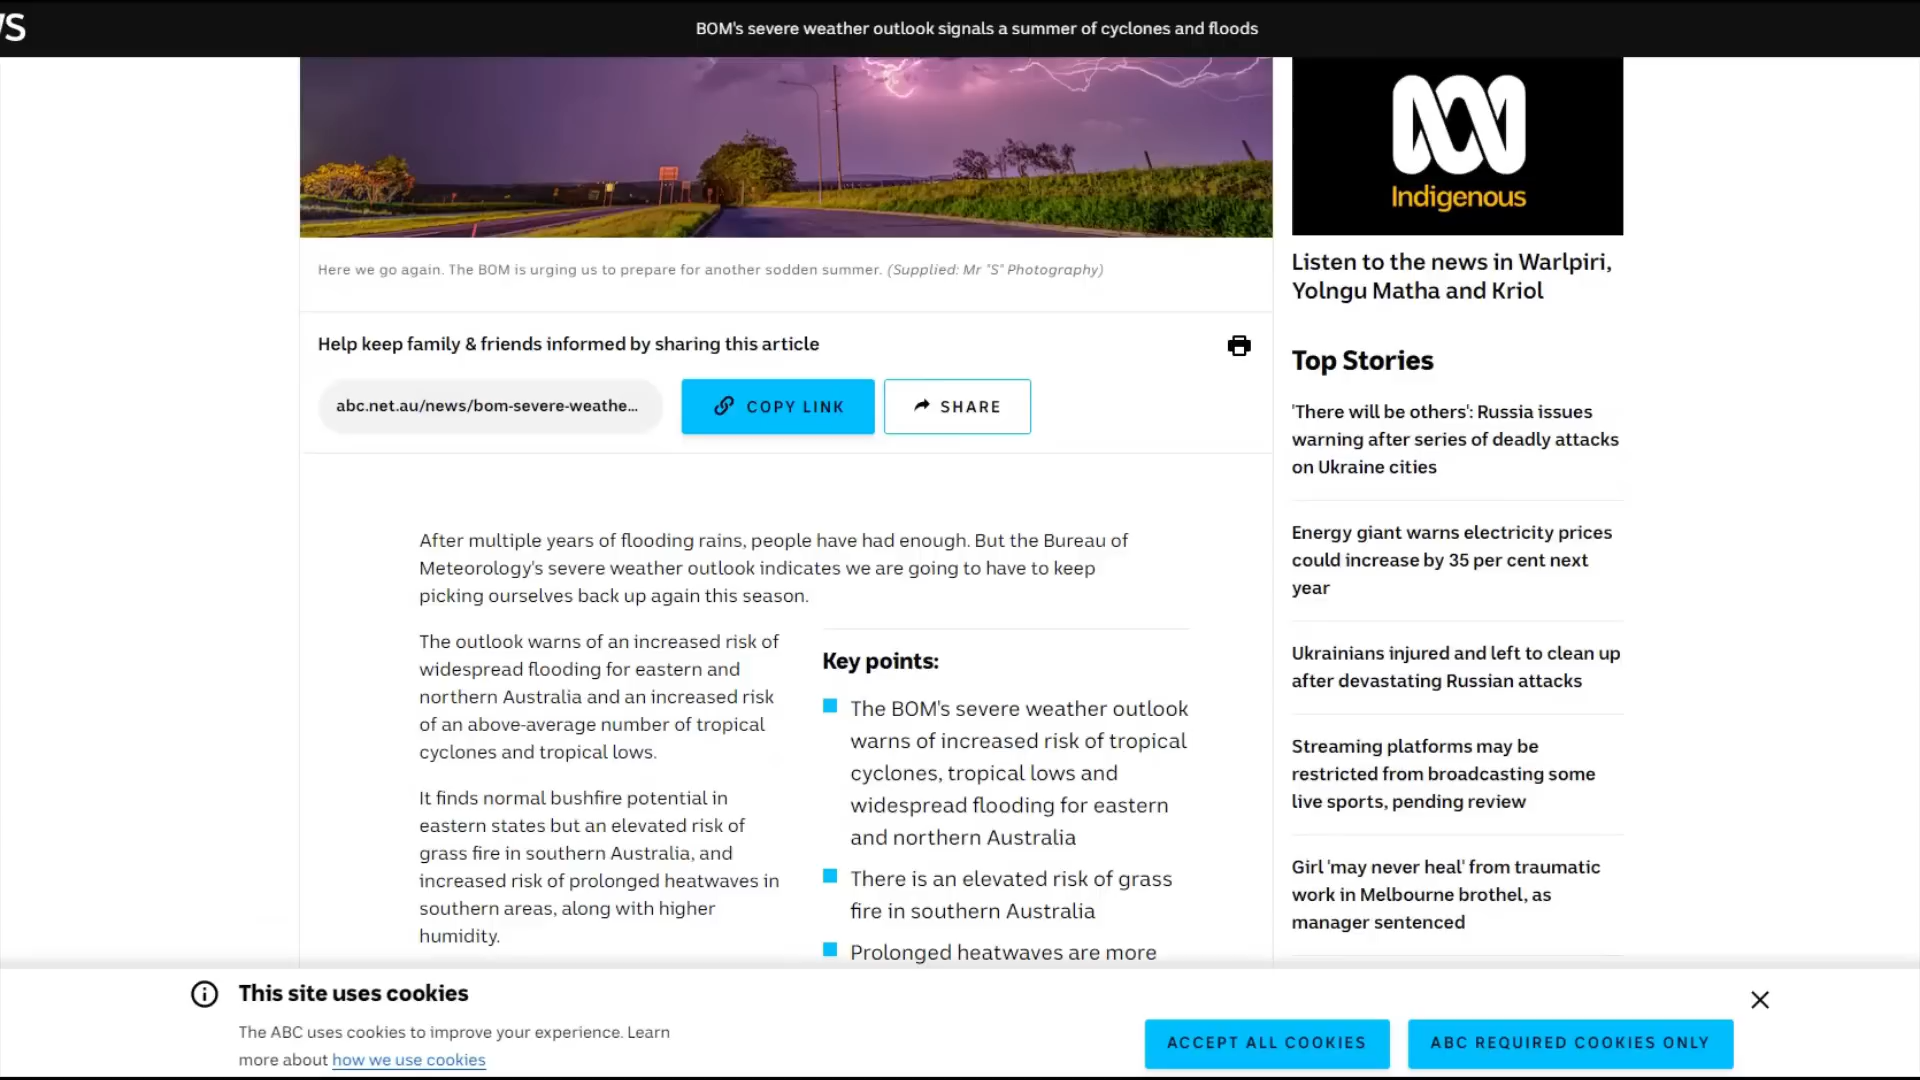 BOM's severe weather outlook signals a summer of cyclones and floods
Here we go again. The BOM is urging us to prepare for another sodden summer. (Supplied: Mr "S" Photography)
Help keep family & friends informed by sharing this article
abc.net.au/news/bom-severe-weathe...
COPY LINK
SHARE
After multiple years of flooding rains, people have had enough. But the Bureau of
Meteorology's severe weather outlook indicates we are going to have to keep
picking ourselves back up again this season.
The outlook warns of an increased risk of
widespread flooding for eastern and
northern Australia and an increased risk
of an above-average number of tropical
cyclones and tropical lows.
It finds normal bushfire potential in
eastern states but an elevated risk of
grass fire in southern Australia, and
increased risk of prolonged heatwaves in
southern areas, along with higher
humidity.
Key points:
The BOM's severe weather outlook
warns of increased risk of tropical
cyclones, tropical lows and
widespread flooding for eastern
and northern Australia
There is an elevated risk of grass
fire in southern Australia
Prolonged heatwaves are more
Indigenous
Listen to the news in Warlpiri,
Yolngu Matha and Kriol
Top Stories
'There will be others': Russia issues
warning after series of deadly attacks
on Ukraine cities
Energy giant warns electricity prices
could increase by 35 per cent next
year
Ukrainians injured and left to clean up
after devastating Russian attacks
Streaming platforms may be
restricted from broadcasting some
live sports, pending review
Girl 'may never heal' from traumatic
work in Melbourne brothel, as
manager sentenced
This site uses cookies
The ABC uses cookies to improve your experience. Learn
more about how we use cookies
ACCEPT ALL COOKIES
ABC REQUIRED COOKIES ONLY